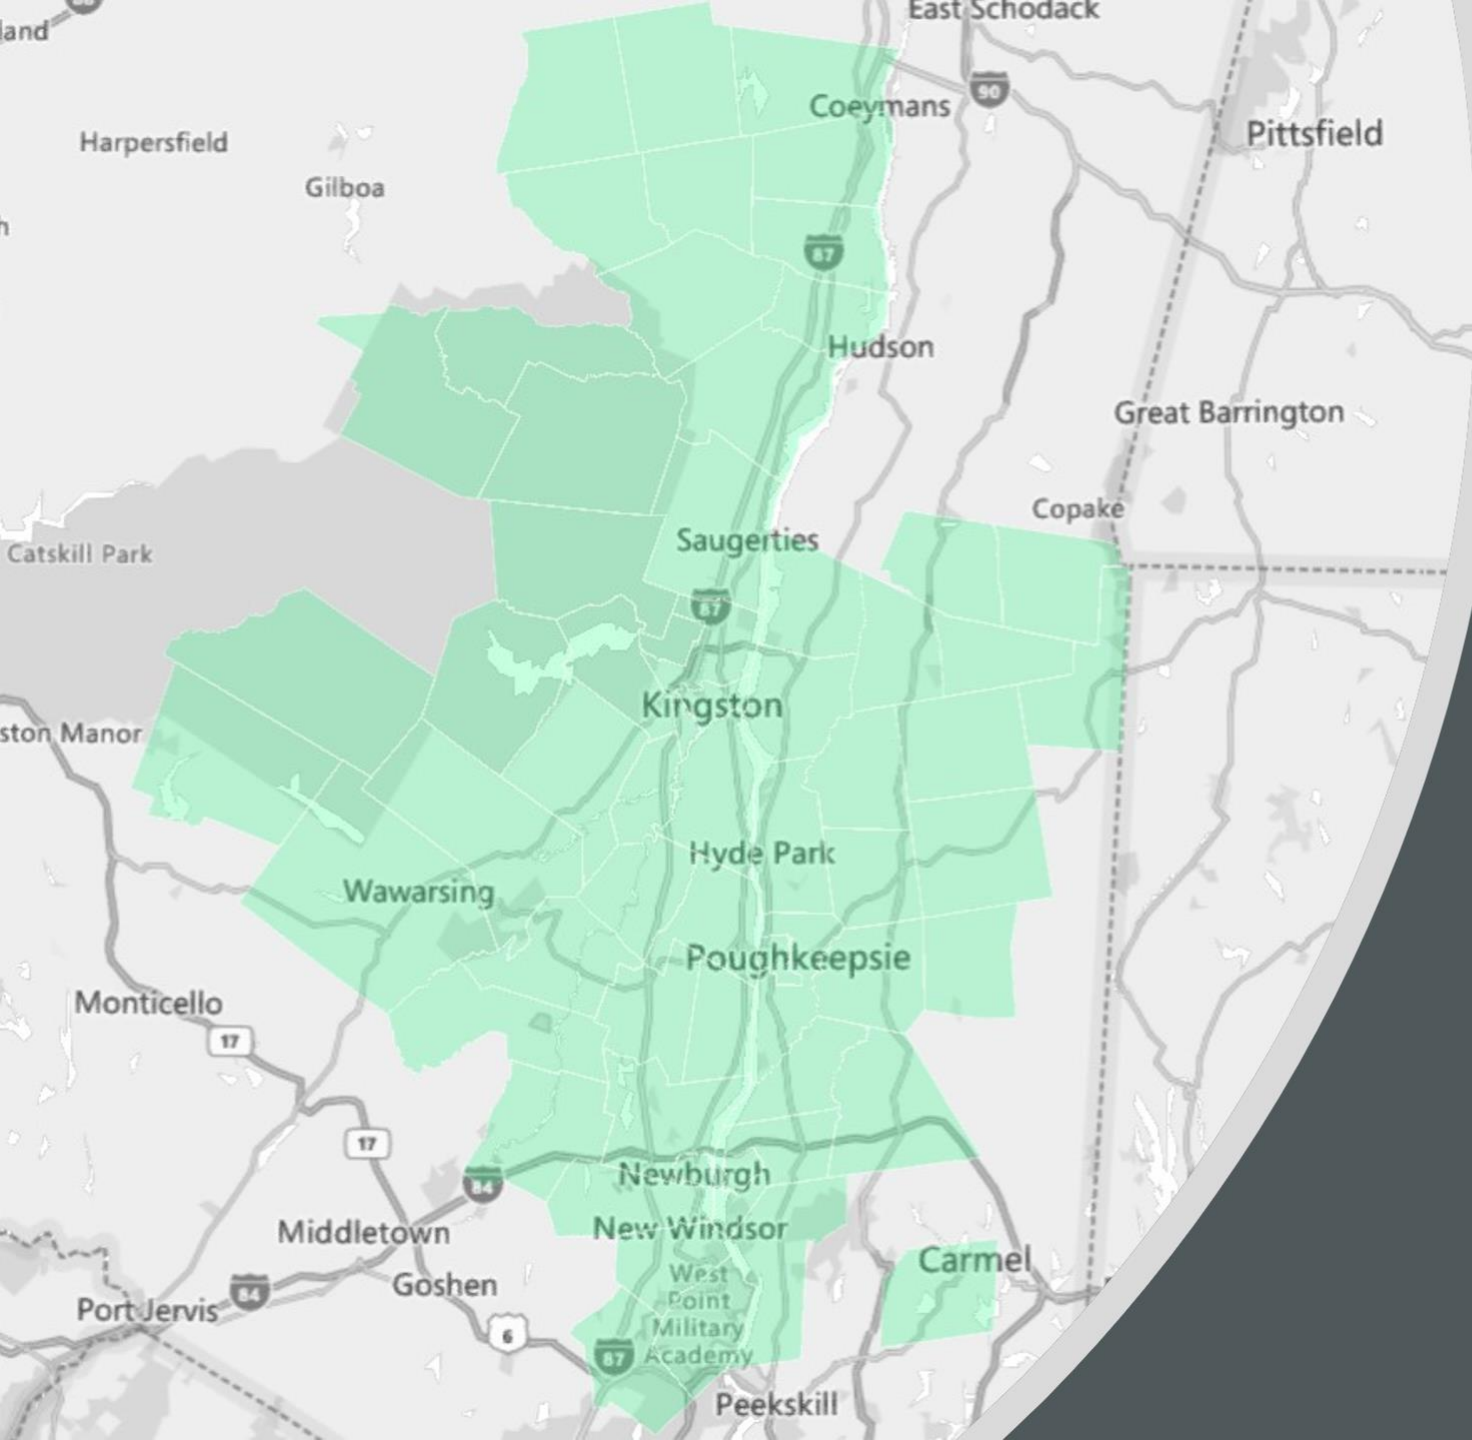 East Schodack
land
90
Coeymans
Pittsfield
Harpersfield
Gilboa
87
Hudson
Great Barrington
Copake
Saugerties
Catskill Park
87
Kingston
ston Manor
Hyde Park
Wawarsing
Poughkeepsie
Monticello
17
17
Newburgh
84
New Windsor
Middletown
Carmel
West
Point
Military
Academy
Goshen
84
Port Jervis
6
87
Peekskill